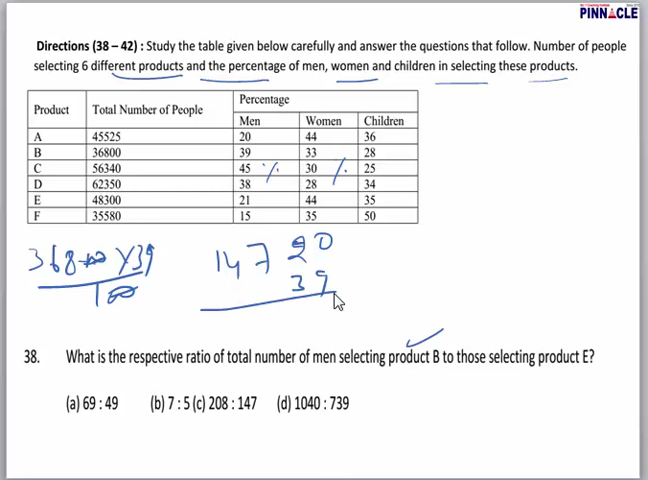 PINNACLE
Directions (38 – 42) : Study the table given below carefully and answer the questions that follow. Number of people
selecting 6 different products and the percentage of men, women and children in selecting these products.
Product Total Number of People Percentage
Men Women Children
A 45525 20 44 36
B 36800 39 33 28
C 56340 45 % 30 % 25
D 62350 38 28 34
E 48300 21 44 35
F 35580 15 35 50
36800 x39 14720
100 39
38. What is the respective ratio of total number of men selecting product B to those selecting product E?
(a) 69 : 49 (b) 7 : 5 (c) 208 : 147 (d) 1040 : 739